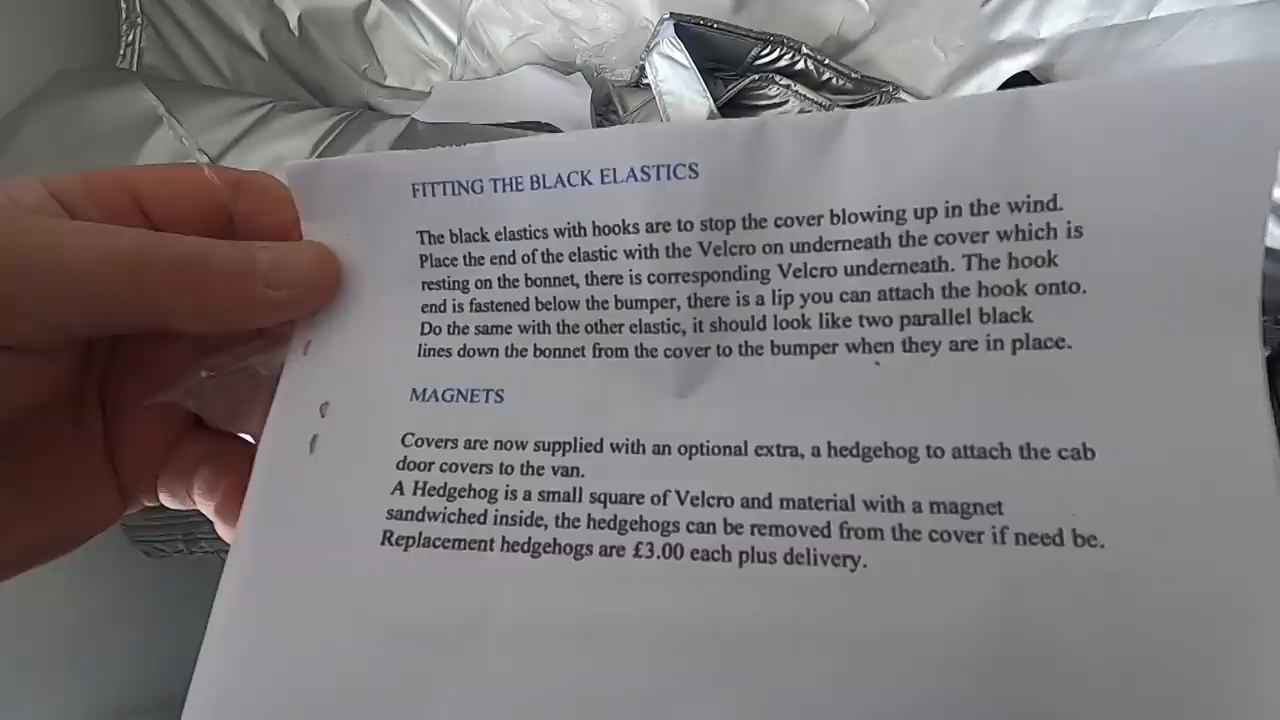 FITTING THE BLACK ELASTICS
The black elastics with hooks are to stop the cover blowing up in the wind.
Place the end of the elastic with the Velcro on underneath the cover which is
resting on the bonnet, there is corresponding Velcro underneath. The hook
end is fastened below the bumper, there is a lip you can attach the hook onto.
Do the same with the other elastic, it should look like two parallel black
lines down the bonnet from the cover to the bumper when they are in place.
MAGNETS
Covers are now supplied with an optional extra, a hedgehog to attach the cab
door covers to the van.
A Hedgehog is a small square of Velcro and material with a magnet
sandwiched inside, the hedgehogs can be removed from the cover if need be.
Replacement hedgehogs are £3.00 each plus delivery.